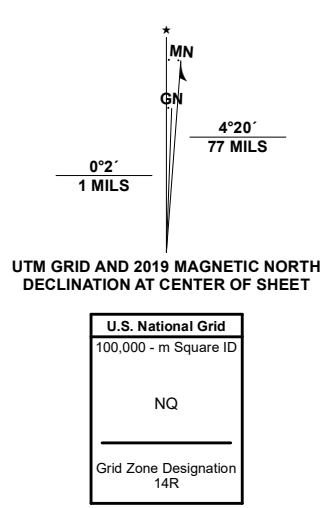 ★
MN
GN
4°20´
77 MILS
0°2´
1 MILS
UTM GRID AND 2019 MAGNETIC NORTH
DECLINATION AT CENTER OF SHEET
U.S. National Grid
100,000 - m Square ID
NQ
Grid Zone Designation
14R